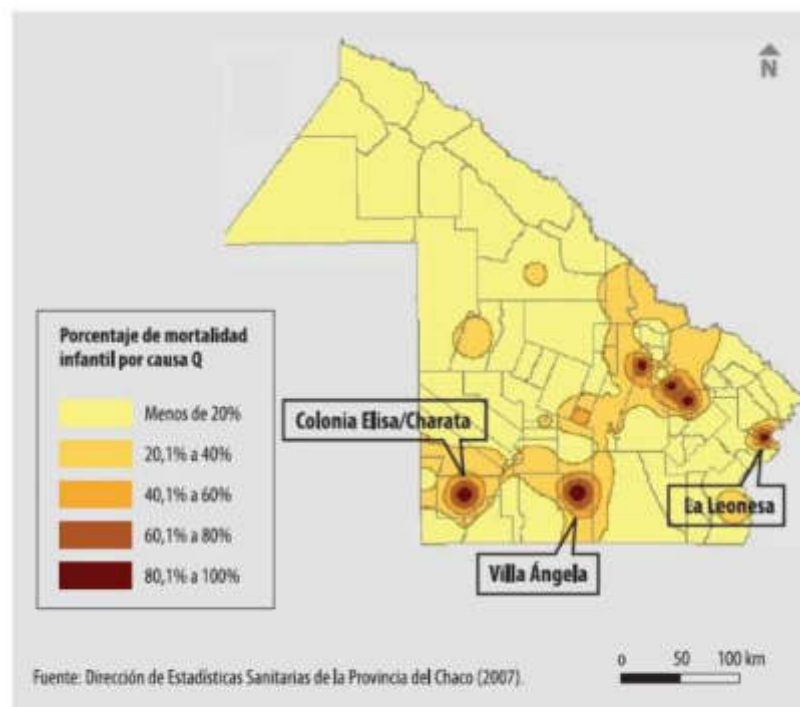 N
Porcentaje de mortalidad
infantil por causa Q
Menos de 20%
20,1% a 40%
40,1% a 60%
60,1% a 80%
80,1% a 100%
Colonia Elisa/Charata
La Leonesa
Villa Ángela
Fuente: Dirección de Estadísticas Sanitarias de la Provincia del Chaco (2007).
0 50 100 km